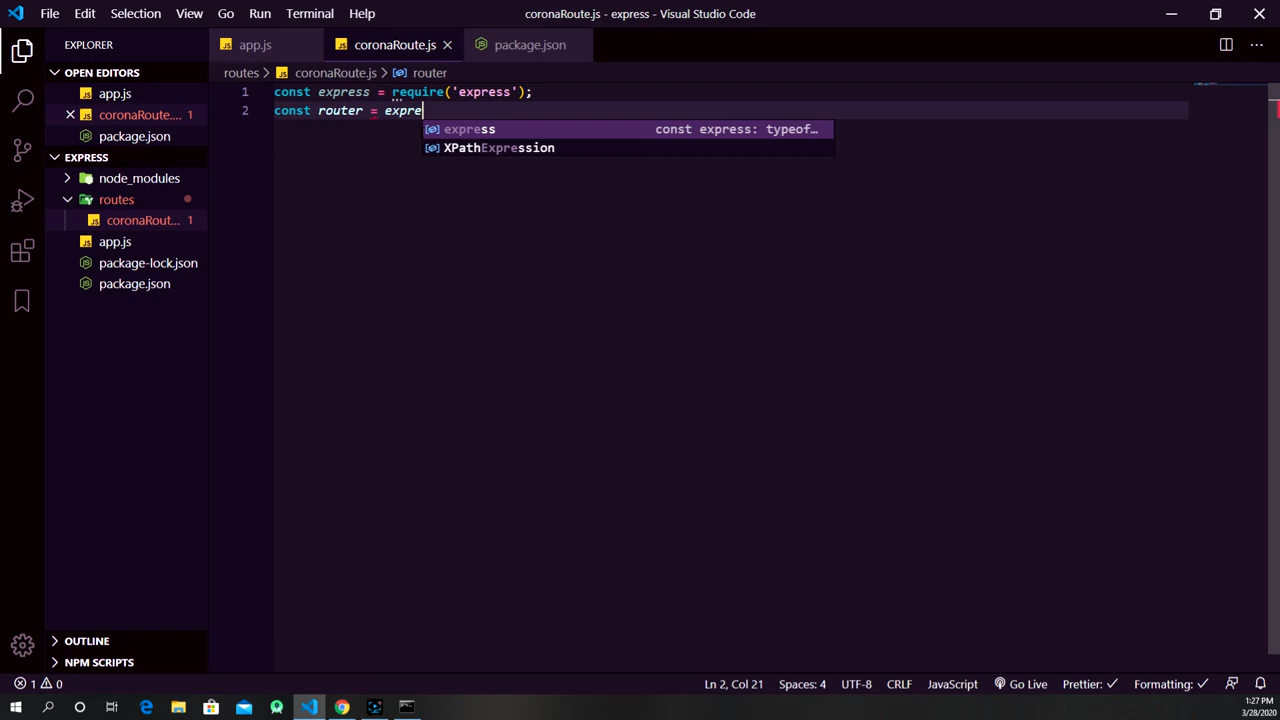 File Edit Selection View Go Run Terminal Help
coronaRoute.js - express - Visual Studio Code
EXPLORER
app.js
coronaRoute.js
package.json
OPEN EDITORS
app.js
coronaRoute.... 1
package.json
EXPRESS
node_modules
routes
coronaRout... 1
app.js
package-lock.json
package.json
OUTLINE
NPM SCRIPTS
routes > coronaRoute.js > router
1 const express = require('express');
2 const router = expre
express const express: typeof…
XPathExpression
1 0
Ln 2, Col 21 Spaces: 4 UTF-8 CRLF JavaScript Go Live Prettier: ✓ Formatting: ✓
1:27 PM
3/28/2020